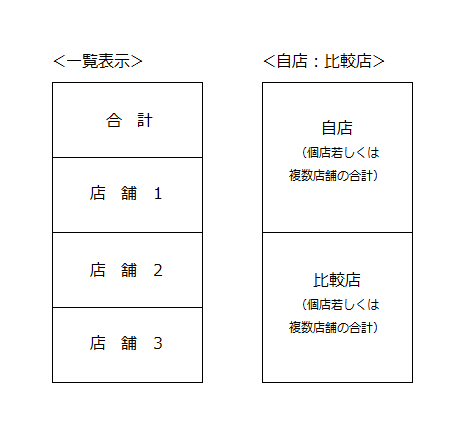 ＜一覧表示＞
合　計
店　舗　1
店　舗　2
店　舗　3
＜自店：比較店＞
自店
（個店若しくは
複数店舗の合計）
比較店
（個店若しくは
複数店舗の合計）